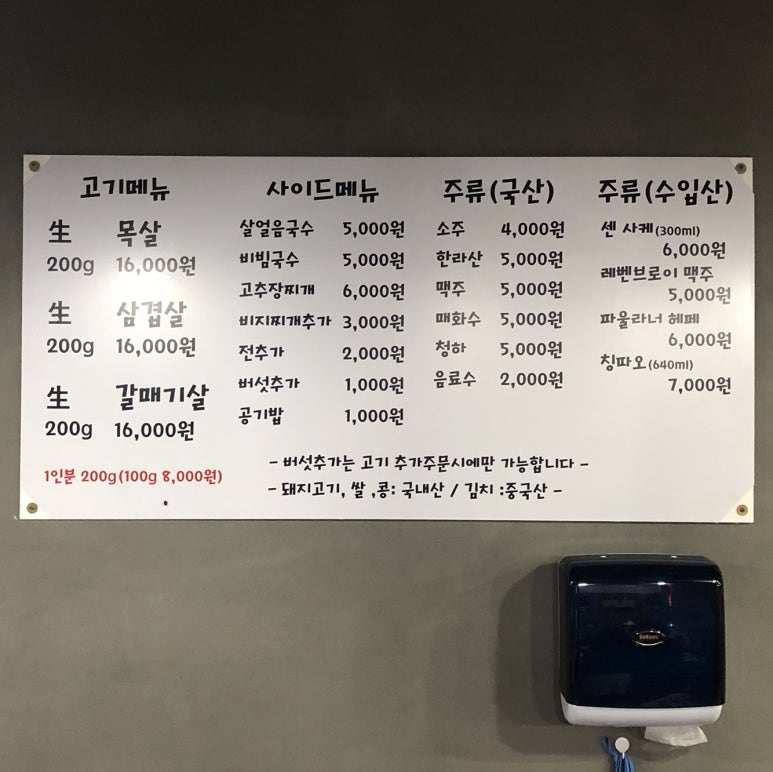 고기메뉴
生 목살
200g 16,000원
生 삼겹살
200g 16,000원
生 갈매기살
200g 16,000원
1인분 200g(100g 8,000원)
사이드메뉴
살얼음국수 5,000원
비빔국수 5,000원
고추장찌개 6,000원
비지찌개추가 3,000원
전추가 2,000원
버섯추가 1,000원
공기밥 1,000원
주류(국산)
소주 4,000원
한라산 5,000원
맥주 5,000원
매화수 5,000원
청하 5,000원
음료수 2,000원
주류(수입산)
센 사케(300ml)
6,000원
레벤브로이 맥주
5,000원
파울라너 헤페
6,000원
칭따오(640ml)
7,000원
- 버섯추가는 고기 추가주문시에만 가능합니다 -
- 돼지고기, 쌀 ,콩: 국내산 / 김치 :중국산 -